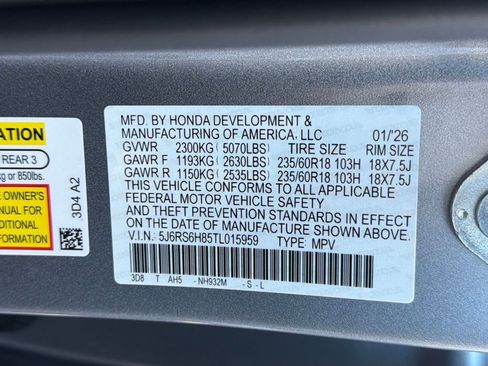 MFD. BY HONDA DEVELOPMENT &
MANUFACTURING OF AMERICA, LLC 01/26
GVWR 2300KG (5070LBS) TIRE SIZE RIM SIZE
GAWR F 1193KG (2630LBS) 235/60R18 103H 18X7.5J
GAWR R 1150KG (2535LBS) 235/60R18 103H 18X7.5J
THIS VEHICLE CONFORMS TO ALL APPLICABLE
FEDERAL MOTOR VEHICLE SAFETY
AND THEFT PREVENTION STANDARDS IN EFFECT
ON THE DATE OF MANUFACTURE SHOWN ABOVE.
V.I.N.: 5J6RS6H85TL015959 TYPE: MPV
3D8 T AH5 - NH932M - S - L
ATION
REAR 3
kg or 850lbs.
E OWNER'S
NUAL FOR
DITIONAL
RMATION
3D4 A2